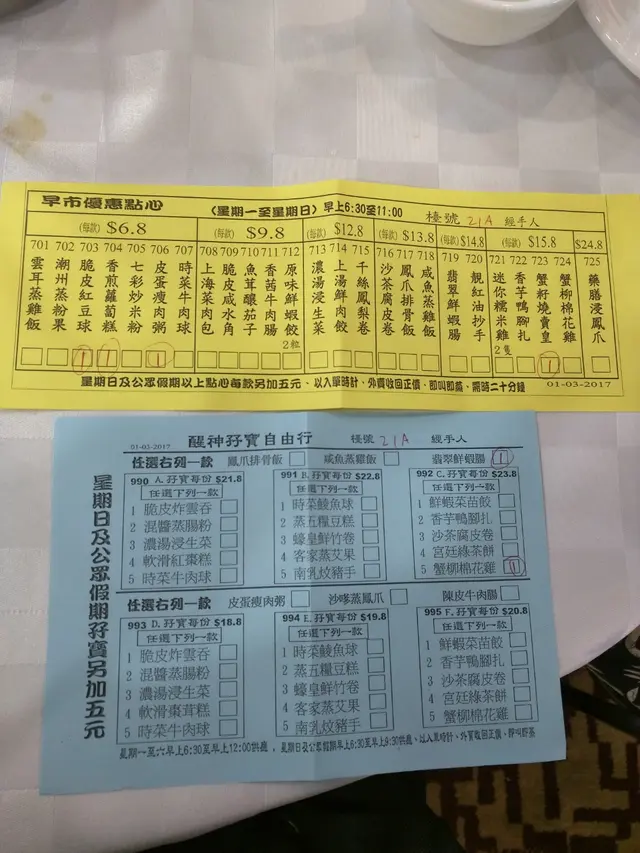 早市優惠點心 (星期一至星期日)早上6:30至11:00 檯號 21A 經手人
(每款) $6.8 (每款) $9.8 (每款) $12.8 (每款) $13.8 (每款) $14.8 (每款) $15.8 $24.8
701 雲耳蒸雞飯
702 潮州蒸粉果
703 脆皮紅豆球 1
704 香煎蘿蔔糕 1
705 七彩炒米粉
706 皮蛋瘦肉粥 1
707 時菜牛肉球
708 上海菜肉包
709 脆皮咸水角
710 魚茸釀茄子
711 香茜牛肉腸
712 原味鮮蝦餃 2粒
713 濃湯浸生菜
714 上湯鮮肉餃
715 千絲鳳梨卷
716 沙茶腐皮卷
717 鳳爪排骨飯
718 咸魚蒸雞飯
719 翡翠鮮蝦腸
720 靚紅油抄手
721 迷你糯米雞 2隻
722 香芋鴨腳扎
723 蟹籽燒賣皇 1
724 蟹柳棉花雞
725 藥膳浸鳳爪
星期日及公眾假期以上點心每款另加五元，以入單時計，外賣收回正價，即叫即蒸，需時二十分鐘 01-03-2017
01-03-2017 醒神孖寶自由行 檯號 21A 經手人
星期日及公眾假期孖寶另加五元
任選右列一款 鳳爪排骨飯 咸魚蒸雞飯 翡翠鮮蝦腸 1
990 A. 孖寶每份 $21.8
任選下列一款
1 脆皮炸雲吞
2 混醬蒸腸粉
3 濃湯浸生菜
4 軟滑紅棗糕
5 時菜牛肉球
991 B. 孖寶每份 $22.8
任選下列一款
1 時菜鯪魚球
2 蒸五糧豆糕
3 蠔皇鮮竹卷
4 客家蒸艾果
5 南乳炆豬手
992 C. 孖寶每份 $23.8
任選下列一款
1 鮮蝦菜苗餃
2 香芋鴨腳扎
3 沙茶腐皮卷
4 宮廷綠茶餅
5 蟹柳棉花雞 1
任選右列一款 皮蛋瘦肉粥 沙嗲蒸鳳爪 陳皮牛肉腸
993 D. 孖寶每份 $18.8
任選下列一款
1 脆皮炸雲吞
2 混醬蒸腸粉
3 濃湯浸生菜
4 軟滑棗茸糕
5 時菜牛肉球
994 E. 孖寶每份 $19.8
任選下列一款
1 時菜鯪魚球
2 蒸五糧豆糕
3 蠔皇鮮竹卷
4 客家蒸艾果
5 南乳炆豬手
995 F. 孖寶每份 $20.8
任選下列一款
1 鮮蝦菜苗餃
2 香芋鴨腳扎
3 沙茶腐皮卷
4 宮廷綠茶餅
5 蟹柳棉花雞
星期一至六早上6:30至早上12:00供應，星期日及公眾假期早上6:30至早上9:30供應，以入單時計，外賣收回正價，即叫即蒸